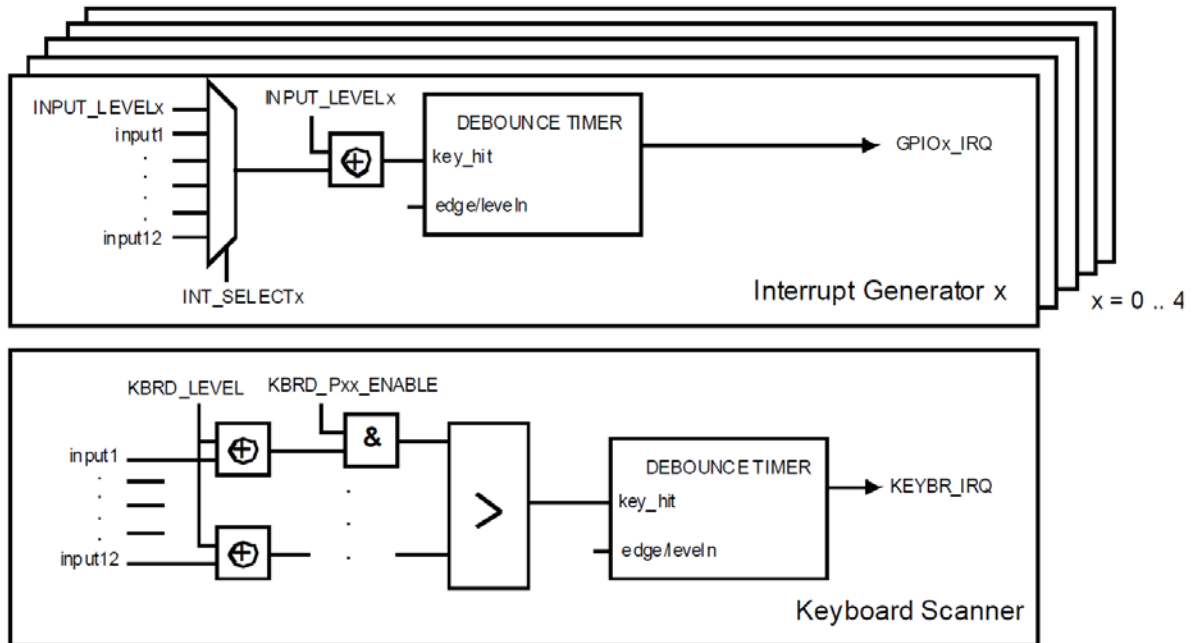 INPUT_LEVELx
INPUT_LEVELx
input1
DEBOUNCE TIMER
key_hit
GPIOx_IRQ
edge/leveln
input12
INT_SELECTx
Interrupt Generator x
x = 0 .. 4
KBRD_LEVEL
KBRD_Pxx_ENABLE
&
input1
DEBOUNCE TIMER
KEYBR_IRQ
key_hit
>
edge/leveln
input12
Keyboard Scanner